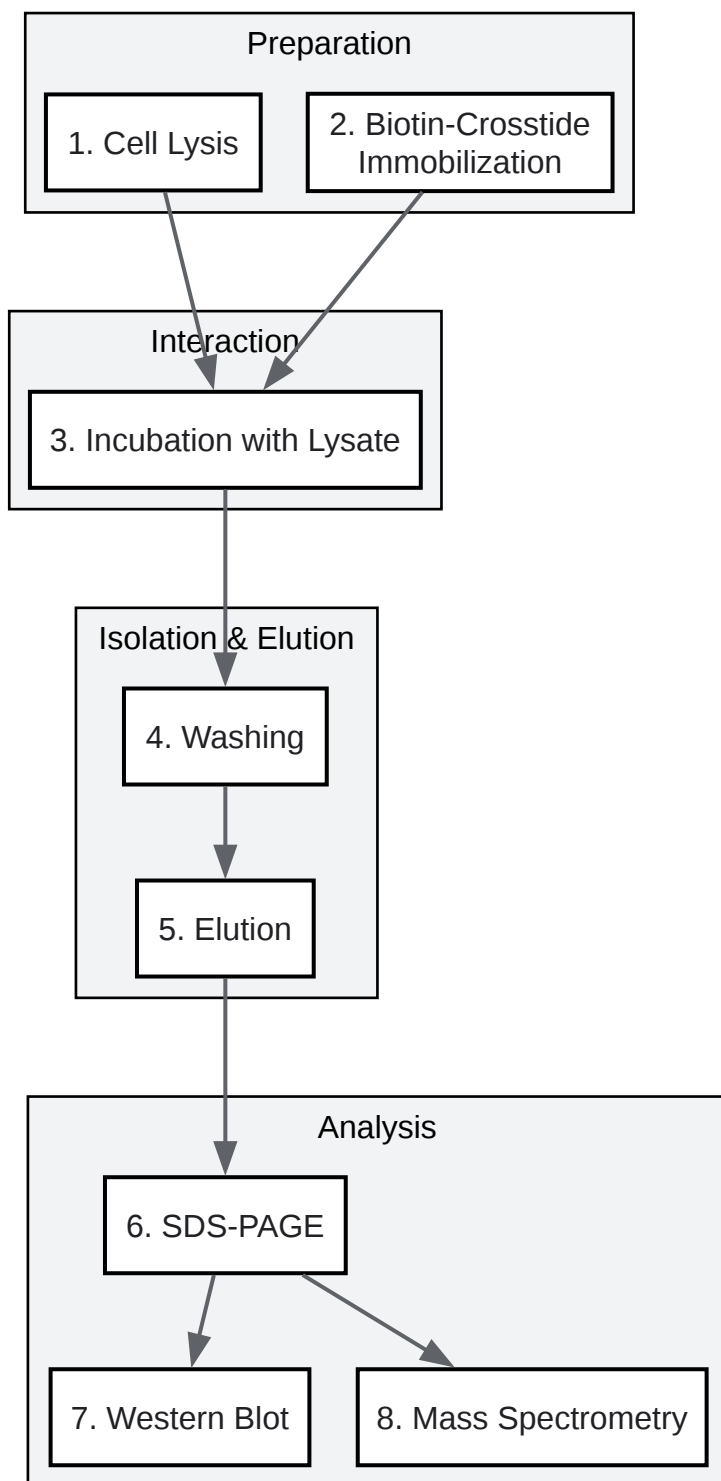 Preparation
1. Cell Lysis
2. Biotin-Crosstide
Immobilization
Interaction
3. Incubation with Lysate
Isolation & Elution
4. Washing
5. Elution
Analysis
6. SDS-PAGE
7. Western Blot
8. Mass Spectrometry